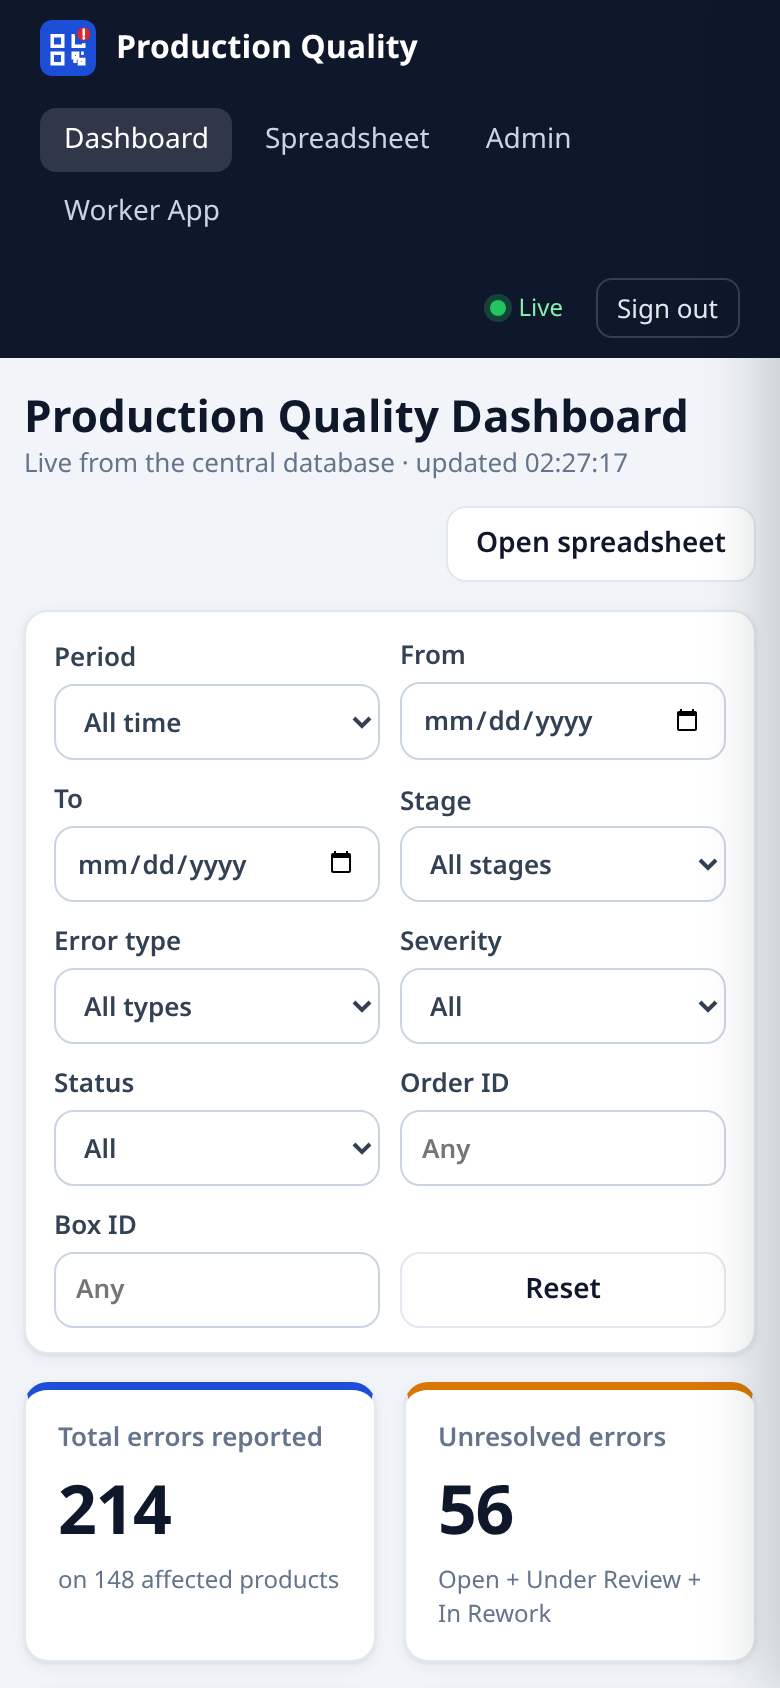 Production Quality
Dashboard Spreadsheet Admin
Worker App
Live Sign out
Production Quality Dashboard
Live from the central database · updated 02:27:17
Open spreadsheet
Period From
All time mm/dd/yyyy
To Stage
mm/dd/yyyy All stages
Error type Severity
All types All
Status Order ID
All Any
Box ID
Any Reset
Total errors reported Unresolved errors
214 56
on 148 affected products Open + Under Review +
In Rework